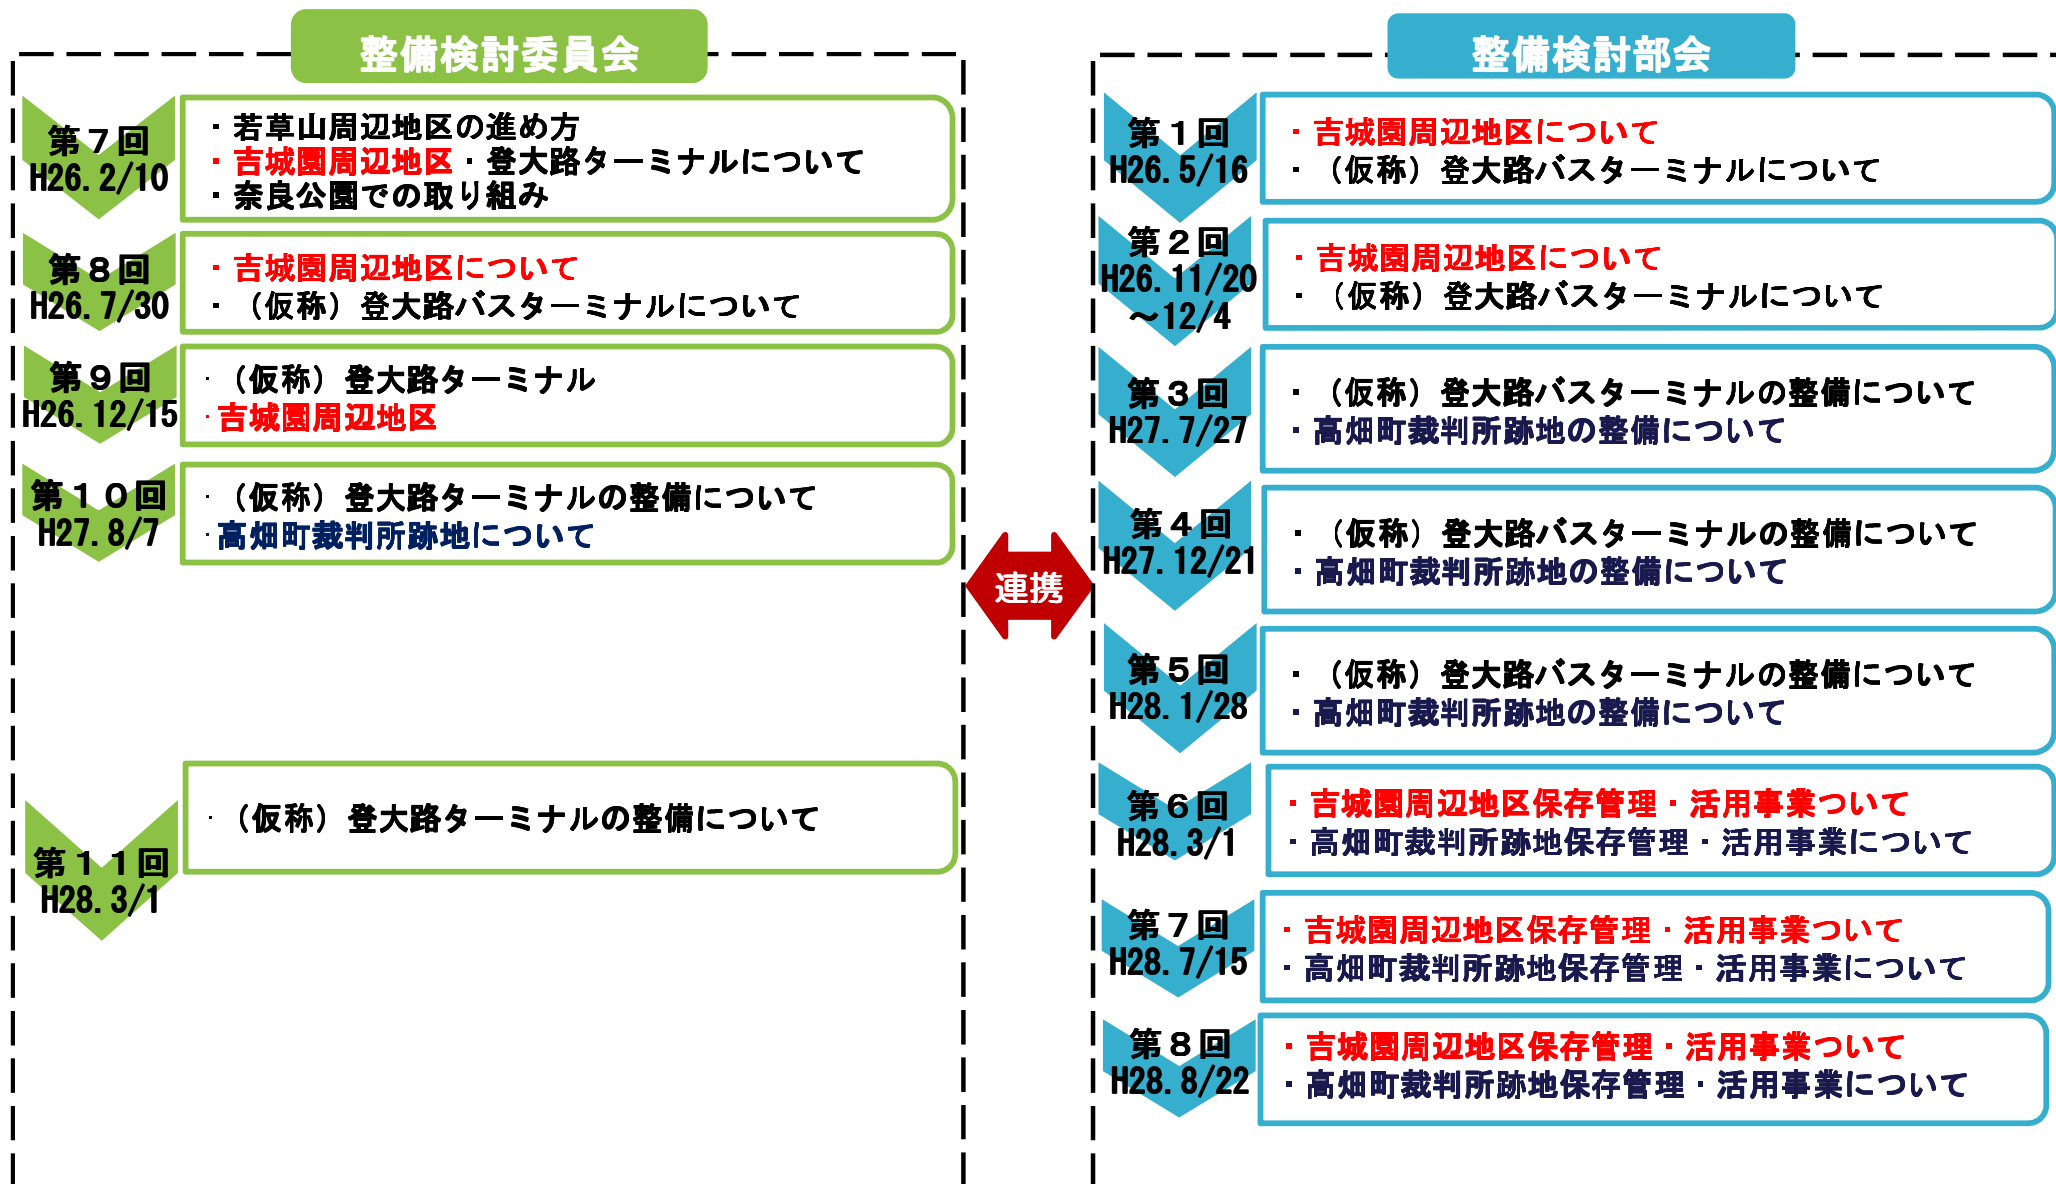 整備検討委員会
第７回
H26. 2/10
・若草山周辺地区の進め方
・吉城園周辺地区・登大路ターミナルについて
・奈良公園での取り組み
第８回
H26. 7/30
・吉城園周辺地区について
・（仮称）登大路バスターミナルについて
第９回
H26. 12/15
・（仮称）登大路ターミナル
・吉城園周辺地区
第１０回
H27. 8/7
・（仮称）登大路ターミナルの整備について
・高畑町裁判所跡地について
第１１回
H28. 3/1
・（仮称）登大路ターミナルの整備について
連携
整備検討部会
第１回
H26. 5/16
・吉城園周辺地区について
・（仮称）登大路バスターミナルについて
第２回
H26. 11/20
～12/4
・吉城園周辺地区について
・（仮称）登大路バスターミナルについて
第３回
H27. 7/27
・（仮称）登大路バスターミナルの整備について
・高畑町裁判所跡地の整備について
第４回
H27. 12/21
・（仮称）登大路バスターミナルの整備について
・高畑町裁判所跡地の整備について
第５回
H28. 1/28
・（仮称）登大路バスターミナルの整備について
・高畑町裁判所跡地の整備について
第６回
H28. 3/1
・吉城園周辺地区保存管理・活用事業ついて
・高畑町裁判所跡地保存管理・活用事業について
第７回
H28. 7/15
・吉城園周辺地区保存管理・活用事業ついて
・高畑町裁判所跡地保存管理・活用事業について
第８回
H28. 8/22
・吉城園周辺地区保存管理・活用事業ついて
・高畑町裁判所跡地保存管理・活用事業について